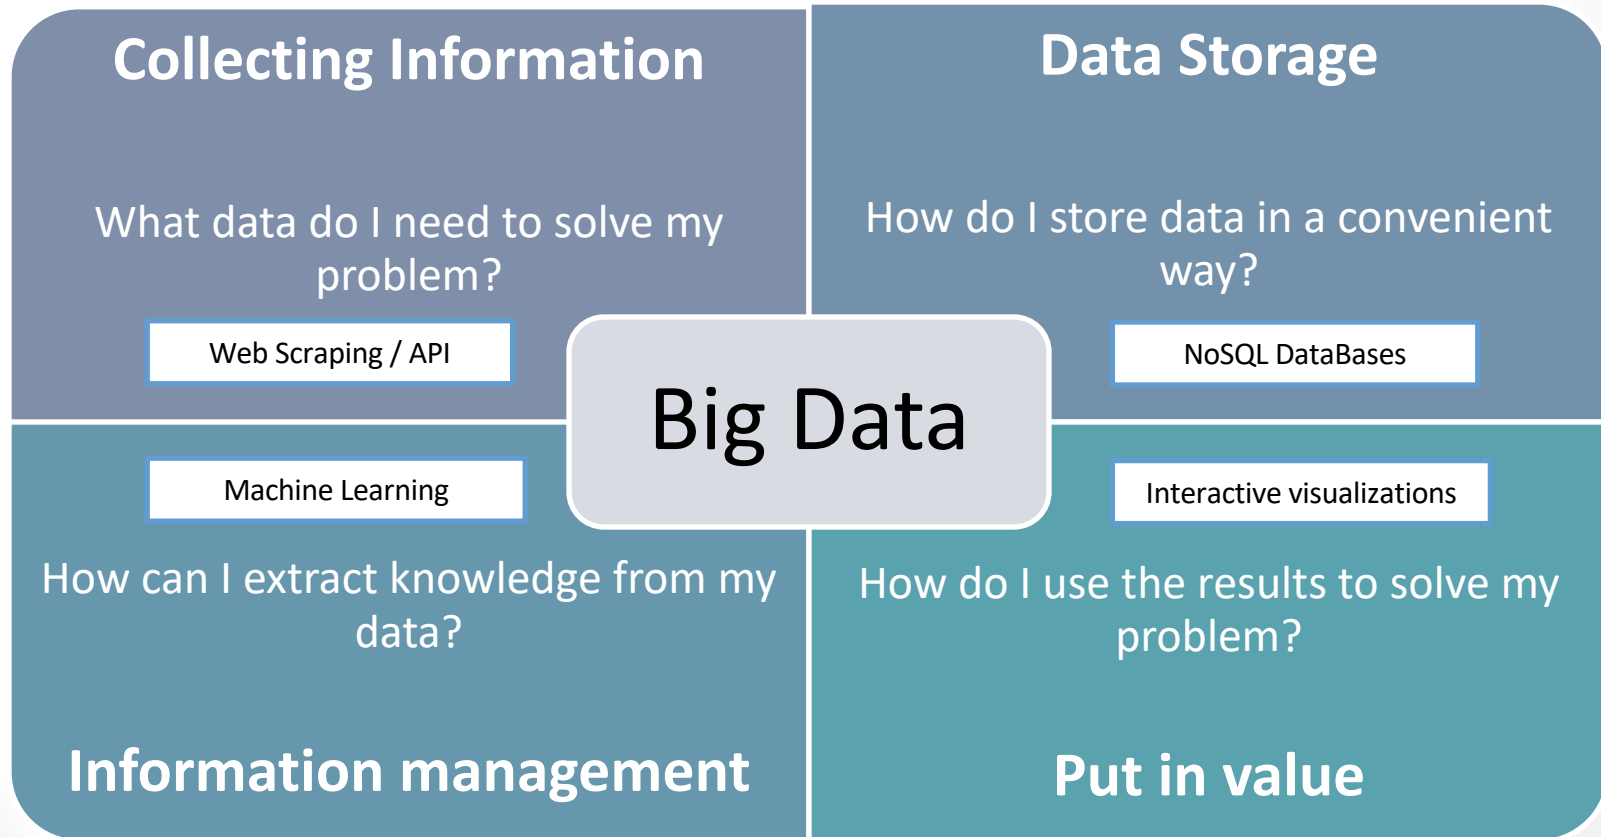 Collecting Information
What data do I need to solve my
problem?
Web Scraping / API
Data Storage
How do I store data in a convenient
way?
NoSQL DataBases
Big Data
Machine Learning
How can I extract knowledge from my
data?
Information management
Interactive visualizations
How do I use the results to solve my
problem?
Put in value